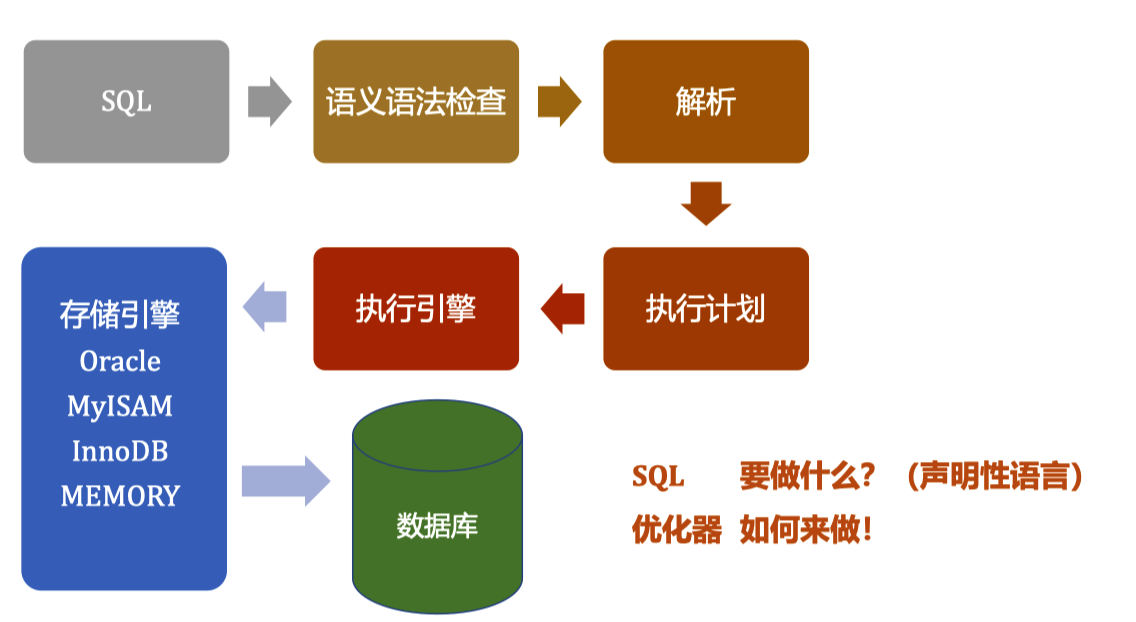 SQL
语义语法检查
解析
执行计划
执行引擎
存储引擎
Oracle
MyISAM
InnoDB
MEMORY
数据库
SQL 要做什么？（声明性语言）
优化器 如何来做！